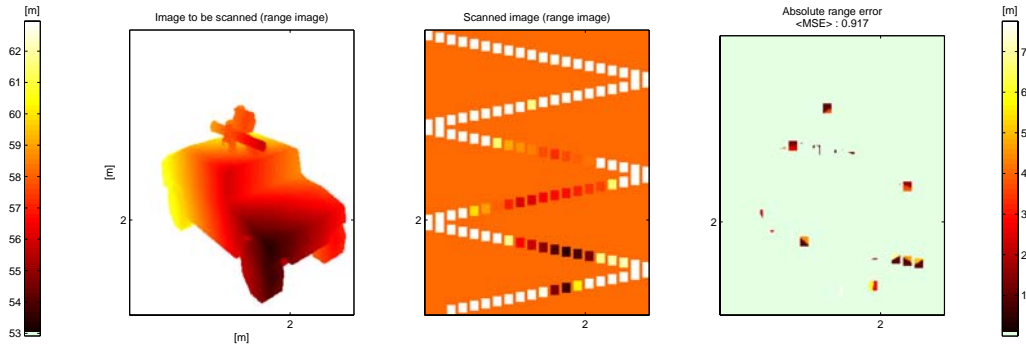 [m]
62
61
60
59
58
57
56
55
54
53
Image to be scanned (range image)
[m]
2
2
[m]
Scanned image (range image)
2
2
Absolute range error
<MSE> : 0.917
2
2
[m]
7
6
5
4
3
2
1